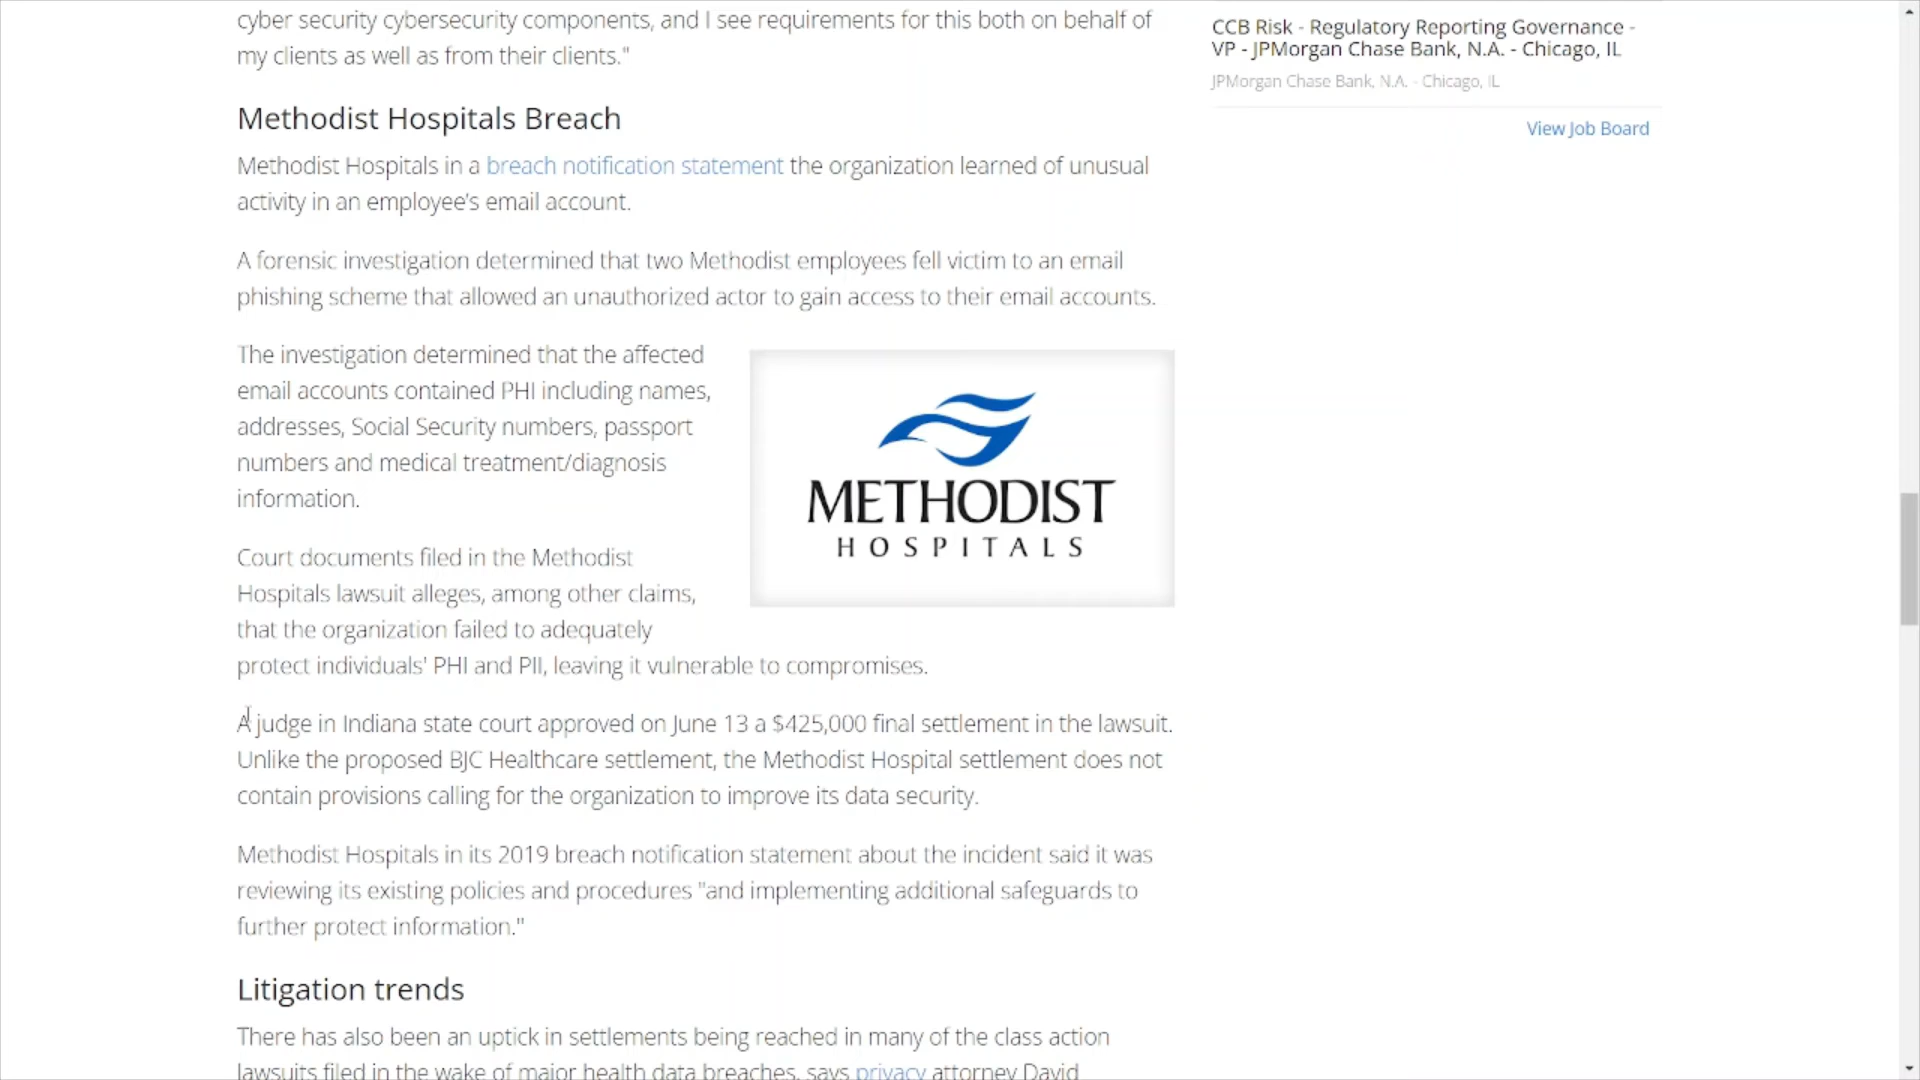 cyber security cybersecurity components, and I see requirements for this both on behalf of
my clients as well as from their clients."
Methodist Hospitals Breach
Methodist Hospitals in a breach notification statement the organization learned of unusual
activity in an employee's email account.
A forensic investigation determined that two Methodist employees fell victim to an email
phishing scheme that allowed an unauthorized actor to gain access to their email accounts.
The investigation determined that the affected
email accounts contained PHI including names,
addresses, Social Security numbers, passport
numbers and medical treatment/diagnosis
information.
METHODIST
HOSPITALS
Court documents filed in the Methodist
Hospitals lawsuit alleges, among other claims,
that the organization failed to adequately
protect individuals' PHI and PII, leaving it vulnerable to compromises.
A judge in Indiana state court approved on June 13 a $425,000 final settlement in the lawsuit.
Unlike the proposed BJC Healthcare settlement, the Methodist Hospital settlement does not
contain provisions calling for the organization to improve its data security.
Methodist Hospitals in its 2019 breach notification statement about the incident said it was
reviewing its existing policies and procedures "and implementing additional safeguards to
further protect information."
Litigation trends
There has also been an uptick in settlements being reached in many of the class action
lawsuits filed in the wake of major health data breaches, says privacy attorney David
CCB Risk - Regulatory Reporting Governance -
VP - JPMorgan Chase Bank, N.A. - Chicago, IL
JPMorgan Chase Bank, N.A. - Chicago, IL
View Job Board